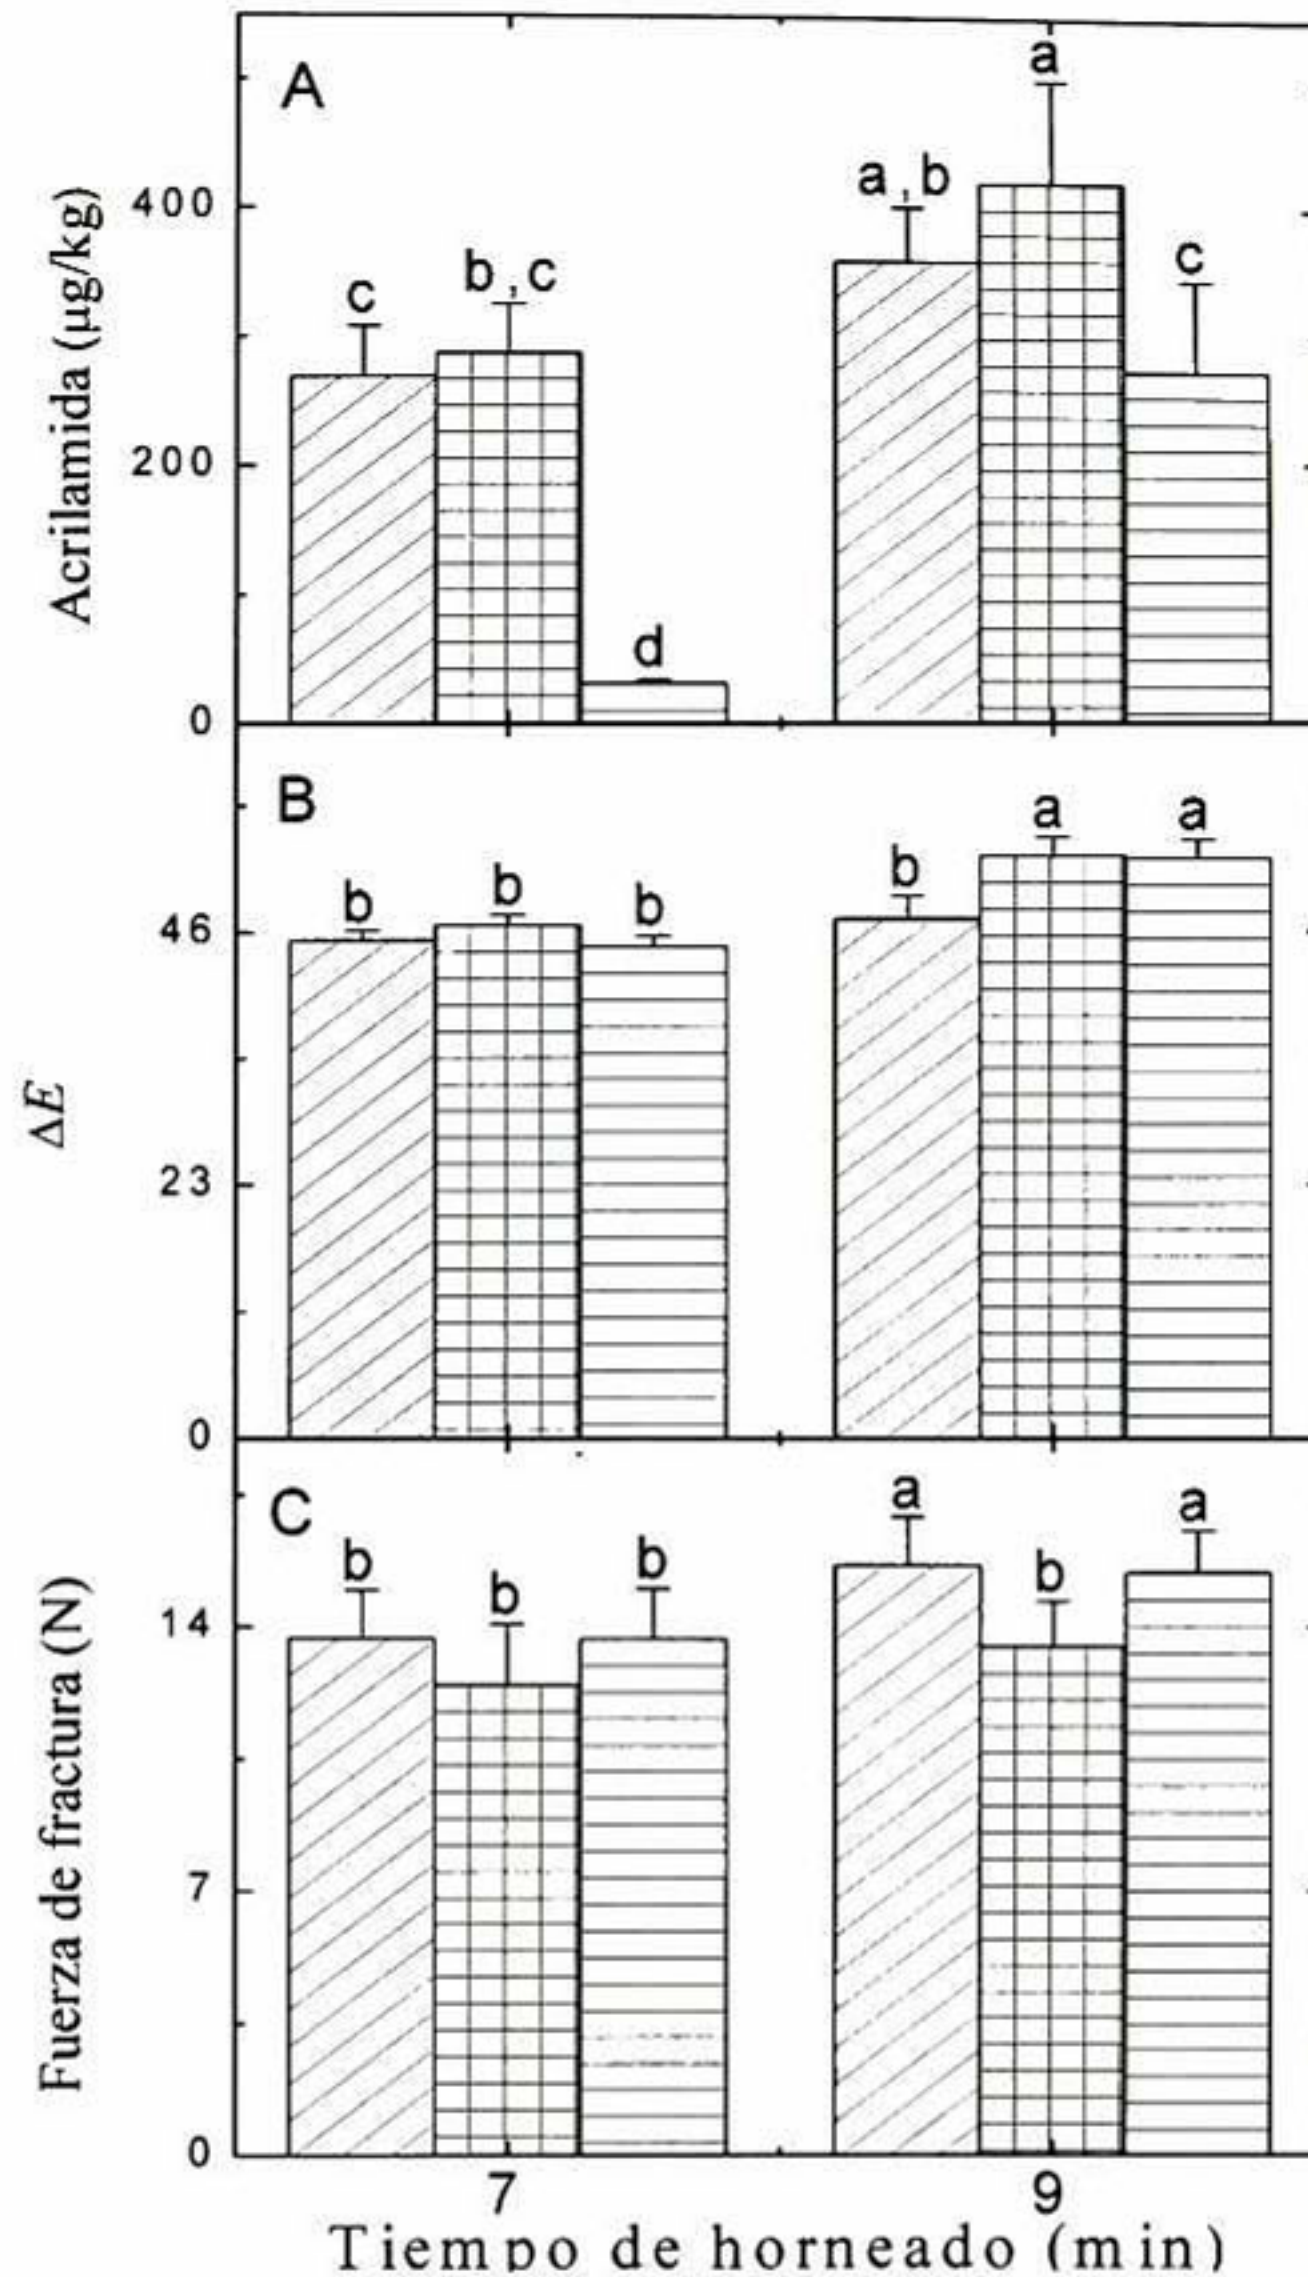 A
a
a,b
400
c
b,c
c
200
d
0
Acrilamida (µg/kg)
B
a
a
b
b
b
b
46
ΔE
23
0
C
a
a
b
b
b
b
14
Fuerza de fractura (N)
7
0
7
9
Tiempo de horneado (min)